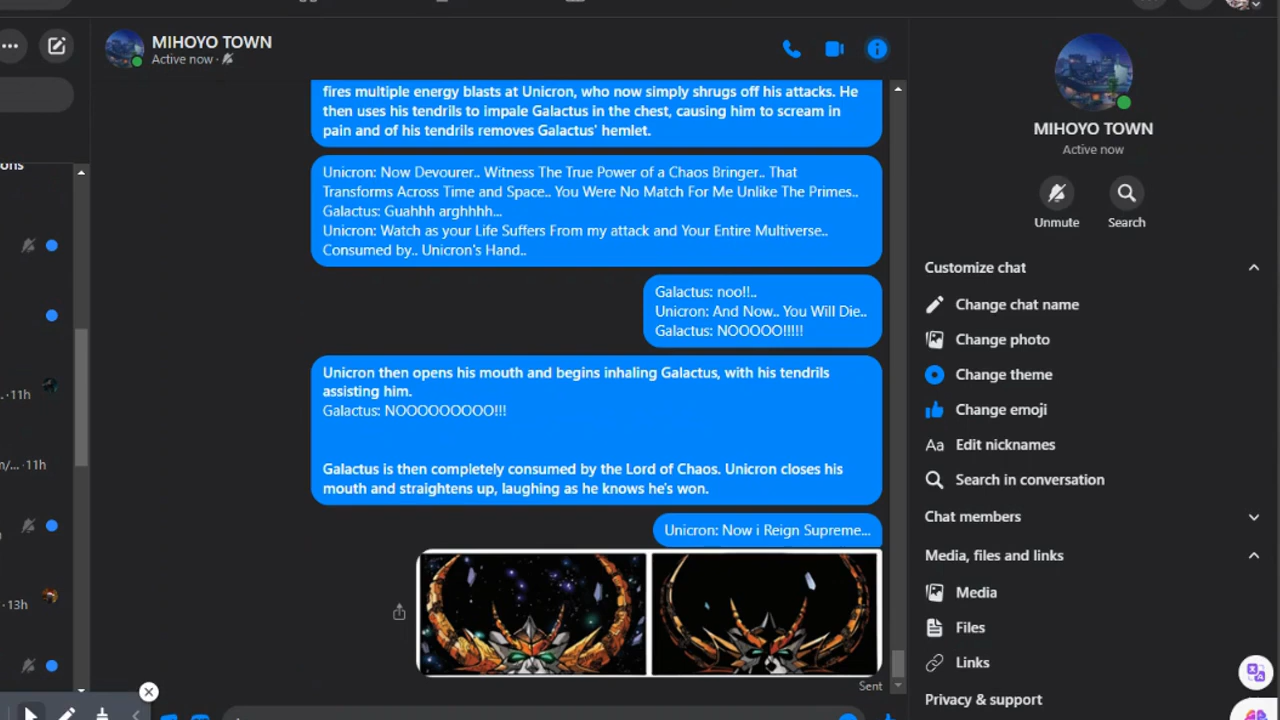 MIHOYO TOWN
Active now ·
fires multiple energy blasts at Unicron, who now simply shrugs off his attacks. He
then uses his tendrils to impale Galactus in the chest, causing him to scream in
pain and of his tendrils removes Galactus' hemlet.
Unicron: Now Devourer.. Witness The True Power of a Chaos Bringer.. That
Transforms Across Time and Space.. You Were No Match For Me Unlike The Primes..
Galactus: Guahhh arghhhh...
Unicron: Watch as your Life Suffers From my attack and Your Entire Multiverse..
Consumed by.. Unicron's Hand..
Galactus: noo!!..
Unicron: And Now.. You Will Die..
Galactus: NOOOOO!!!!!
Unicron then opens his mouth and begins inhaling Galactus, with his tendrils
assisting him.
Galactus: NOOOOOOOOO!!!
Galactus is then completely consumed by the Lord of Chaos. Unicron closes his
mouth and straightens up, laughing as he knows he's won.
Unicron: Now i Reign Supreme...
Sent
ons
.. · 11h
m/... · 11h
· 13h
MIHOYO TOWN
Active now
Unmute
Search
Customize chat
Change chat name
Change photo
Change theme
Change emoji
Aa Edit nicknames
Search in conversation
Chat members
Media, files and links
Media
Files
Links
Privacy & support